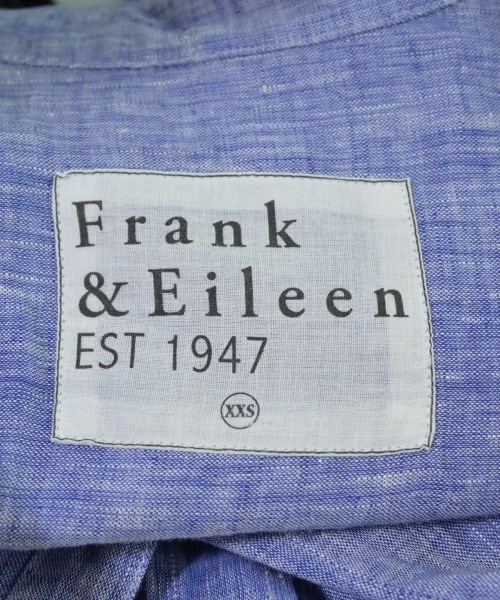 Frank
& Eileen
EST 1947
XXS